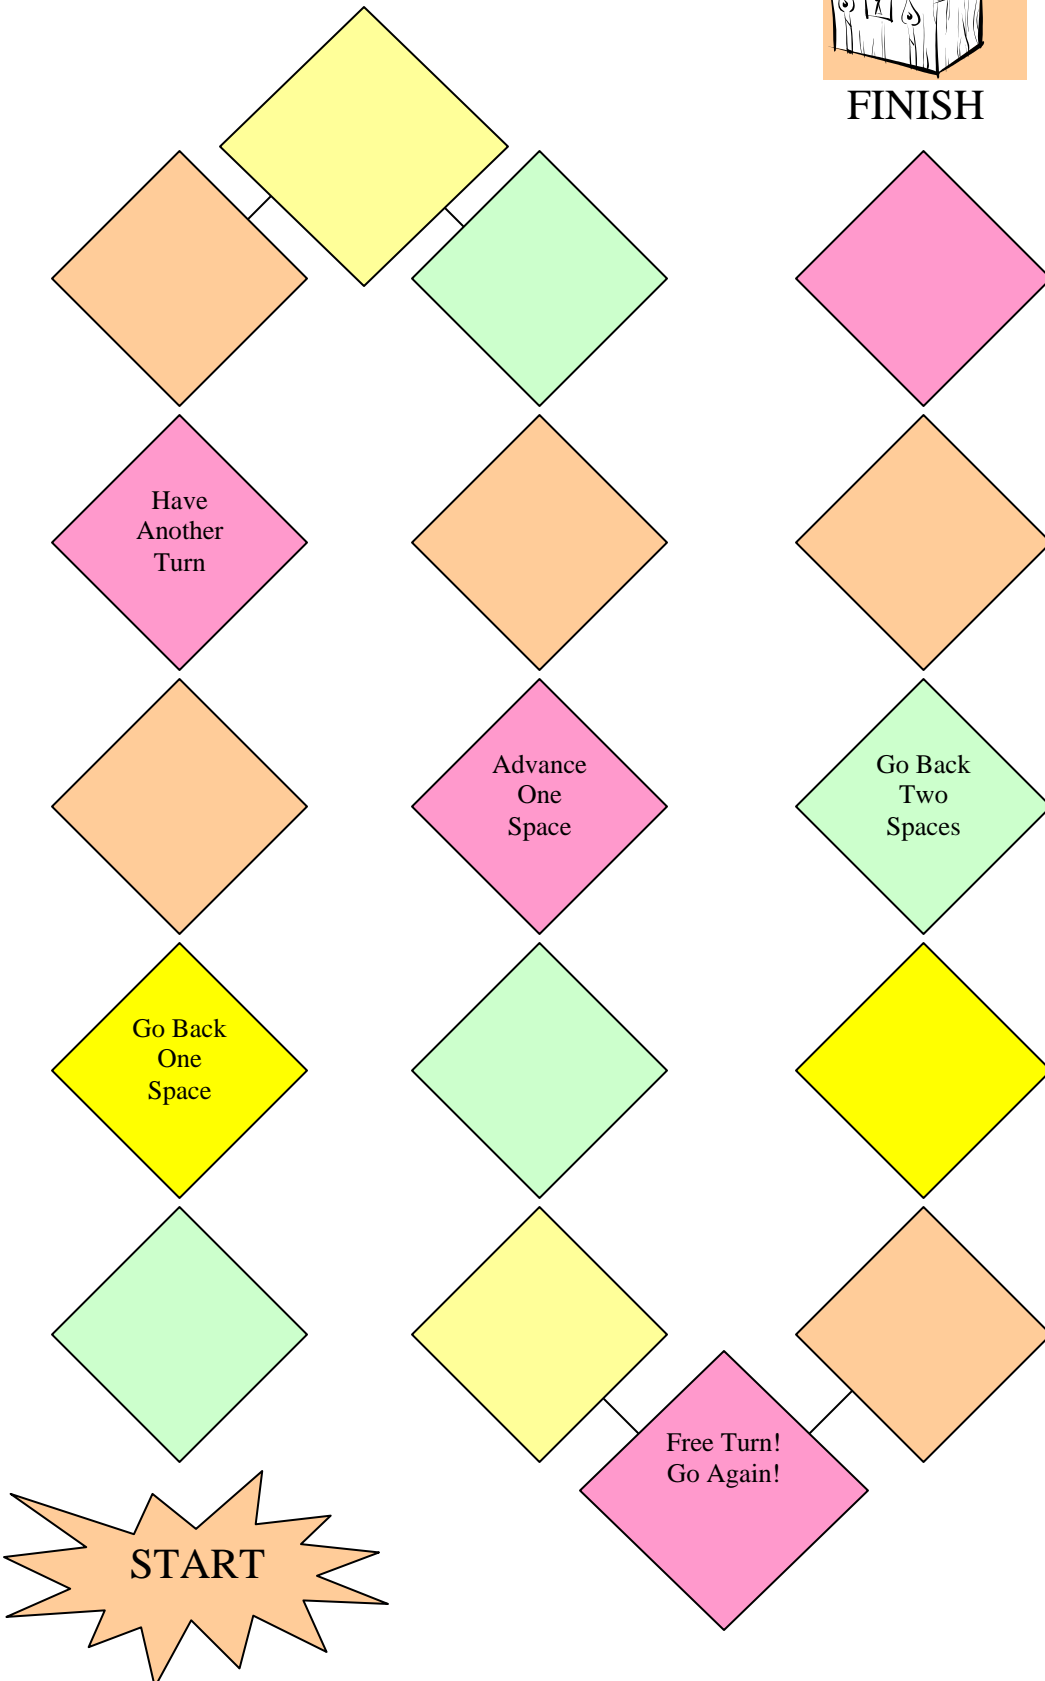 FINISH
Have
Another
Turn
Advance
One
Space
Go Back
Two
Spaces
Go Back
One
Space
Free Turn!
Go Again!
START